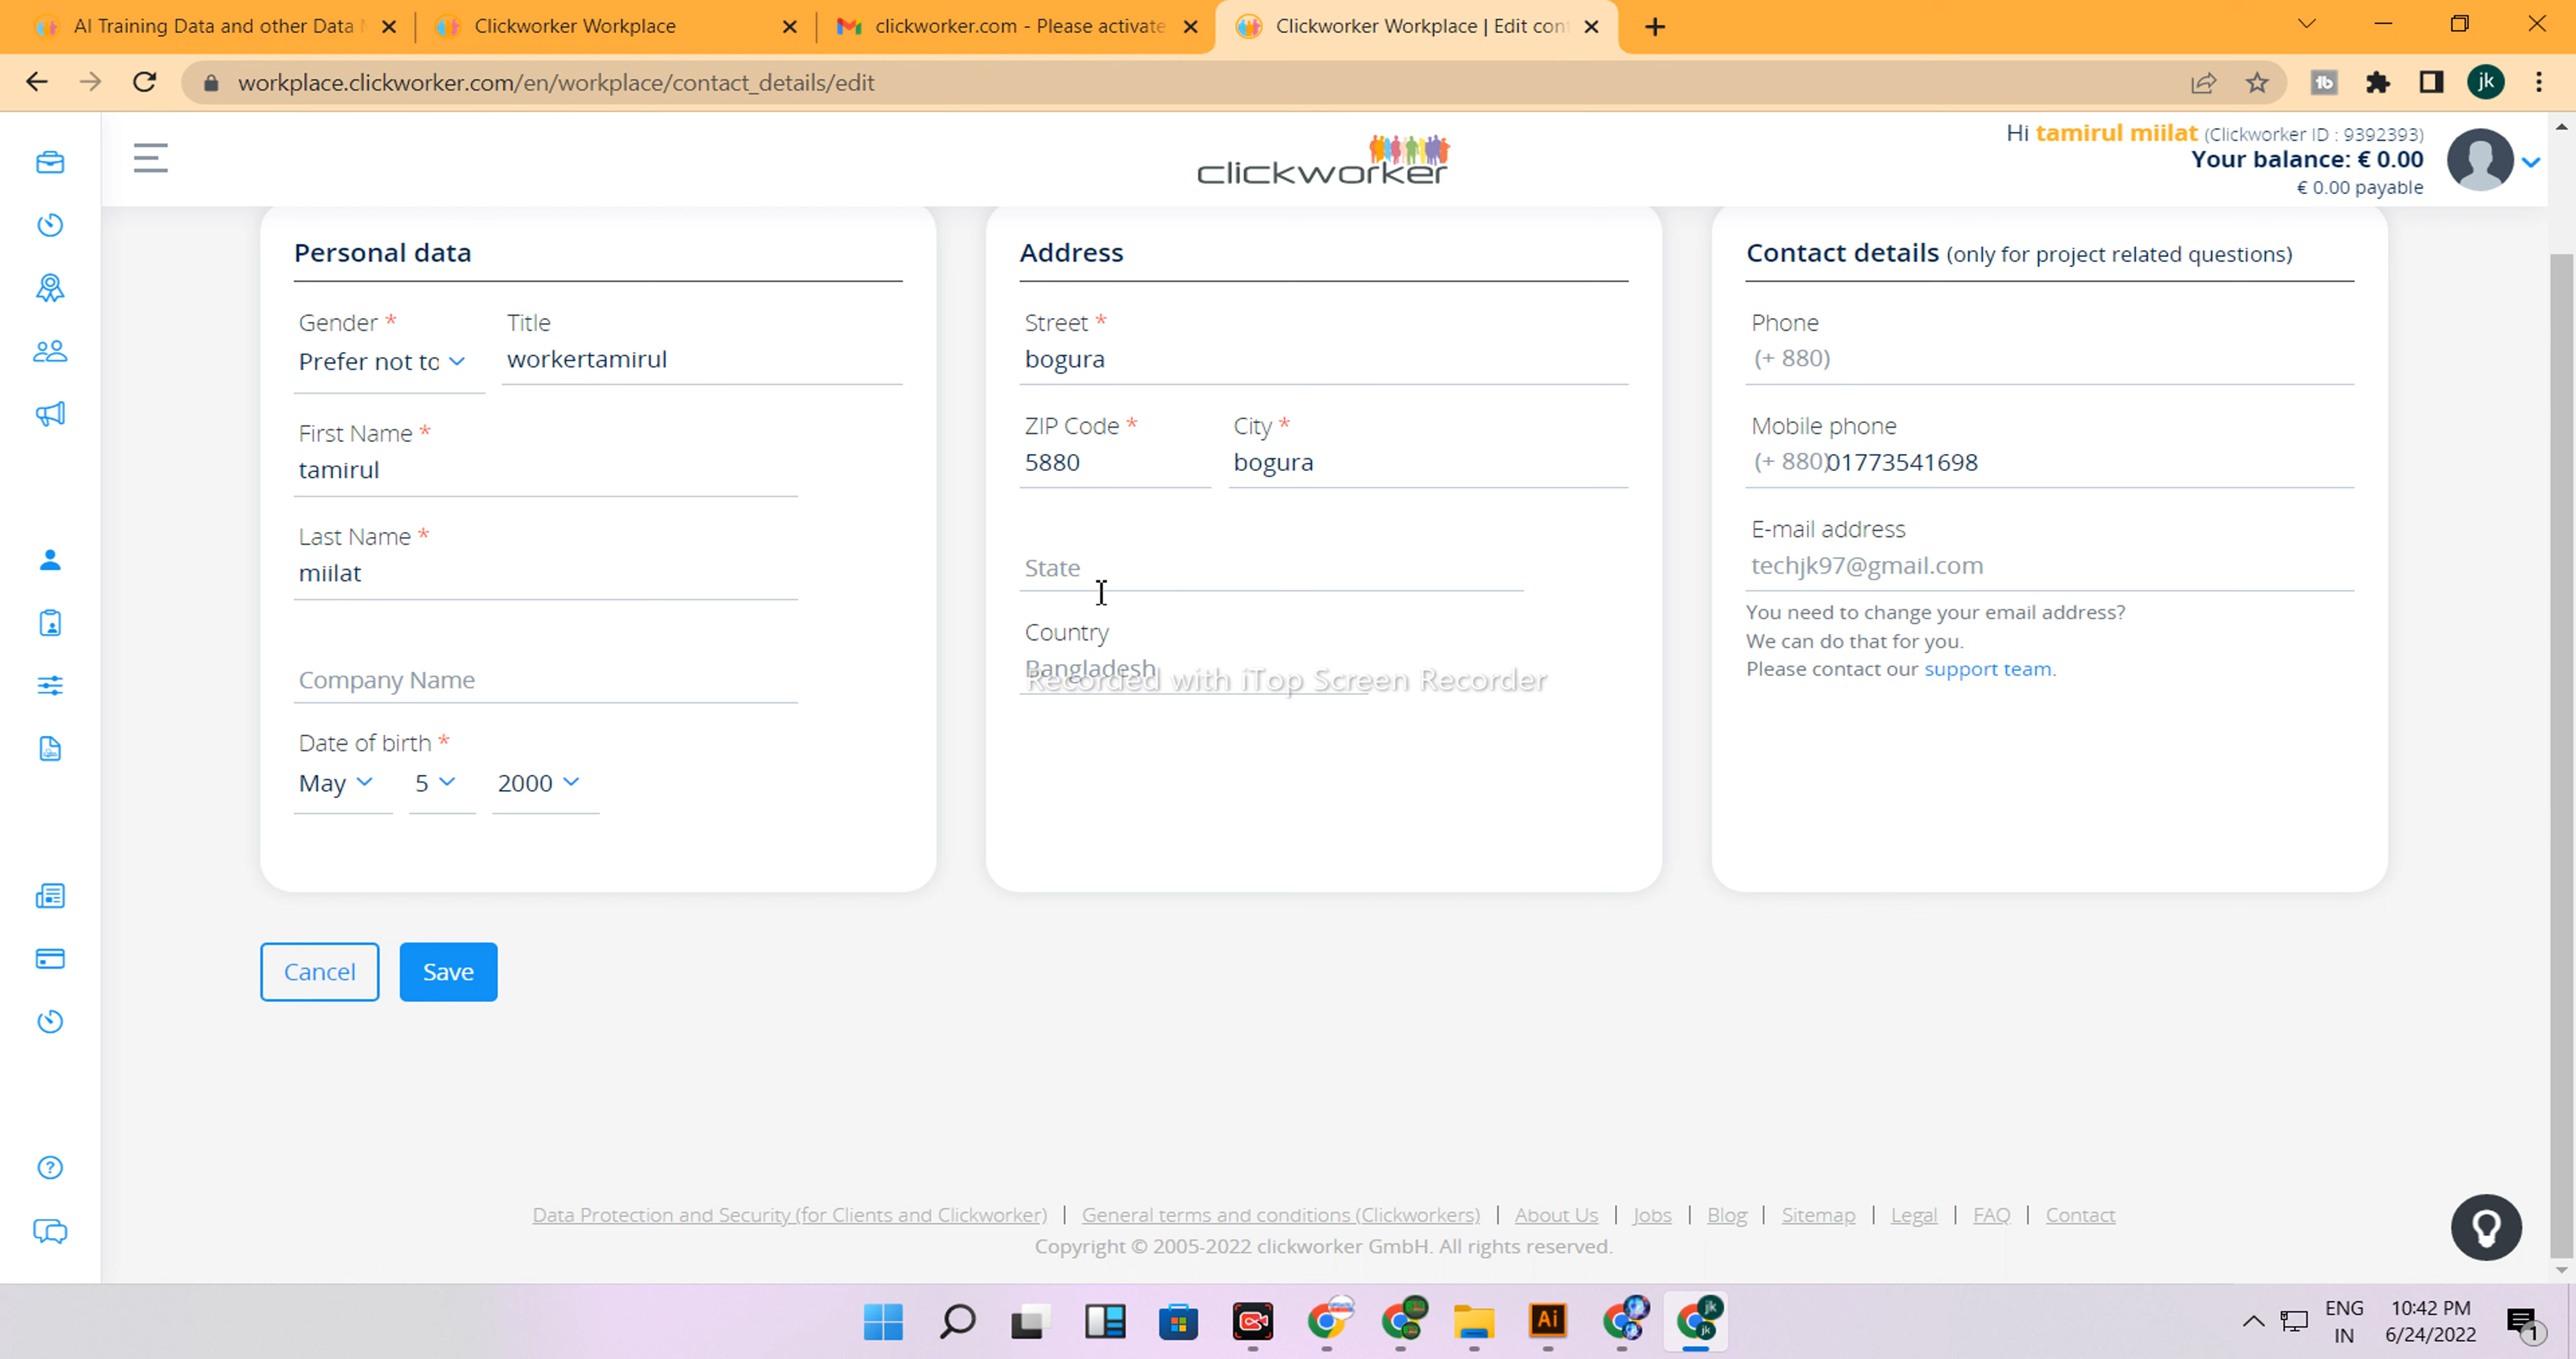 AI Training Data and other Data
Clickworker Workplace
clickworker.com - Please activate
Clickworker Workplace | Edit con
workplace.clickworker.com/en/workplace/contact_details/edit
jk
clickworker
Hi tamirul miilat (Clickworker ID : 9392393)
Your balance: € 0.00
€ 0.00 payable
Personal data
Gender *
Title
Prefer not to
workertamirul
First Name *
tamirul
Last Name *
miilat
Company Name
Date of birth *
May 5 2000
Address
Street *
bogura
ZIP Code *
City *
5880
bogura
State
Country
Bangladesh
Recorded with iTop Screen Recorder
Contact details (only for project related questions)
Phone
(+ 880)
Mobile phone
(+ 880)01773541698
E-mail address
techjk97@gmail.com
You need to change your email address?
We can do that for you.
Please contact our support team.
Cancel
Save
Data Protection and Security (for Clients and Clickworker) | General terms and conditions (Clickworkers) | About Us | Jobs | Blog | Sitemap | Legal | FAQ | Contact
Copyright © 2005-2022 clickworker GmbH. All rights reserved.
Ai
jk
jk
ENG
IN
10:42 PM
6/24/2022
1